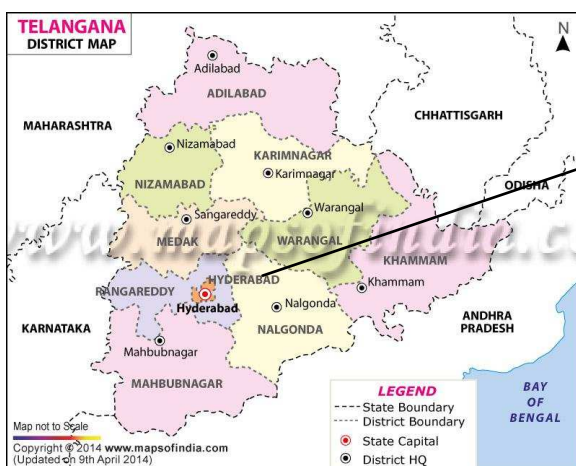 TELANGANA
DISTRICT MAP
N
Adilabad
ADILABAD
CHHATTISGARH
MAHARASHTRA
Nizamabad
KARIMNAGAR
Karimnagar
NIZAMABAD
ODISHA
Sangareddy
Warangal
www.mapsofindia.c
MEDAK
WARANGAL
KHAMMAM
HYDERABAD
RANGAREDDY
Khammam
Hyderabad
Nalgonda
KARNATAKA
NALGONDA
ANDHRA
PRADESH
Mahbubnagar
MAHBUBNAGAR
BAY
OF
BENGAL
LEGEND
State Boundary
District Boundary
State Capital
District HQ
Map not to Scale
Copyright © 2014 www.mapsofindia.com
(Updated on 9th April 2014)